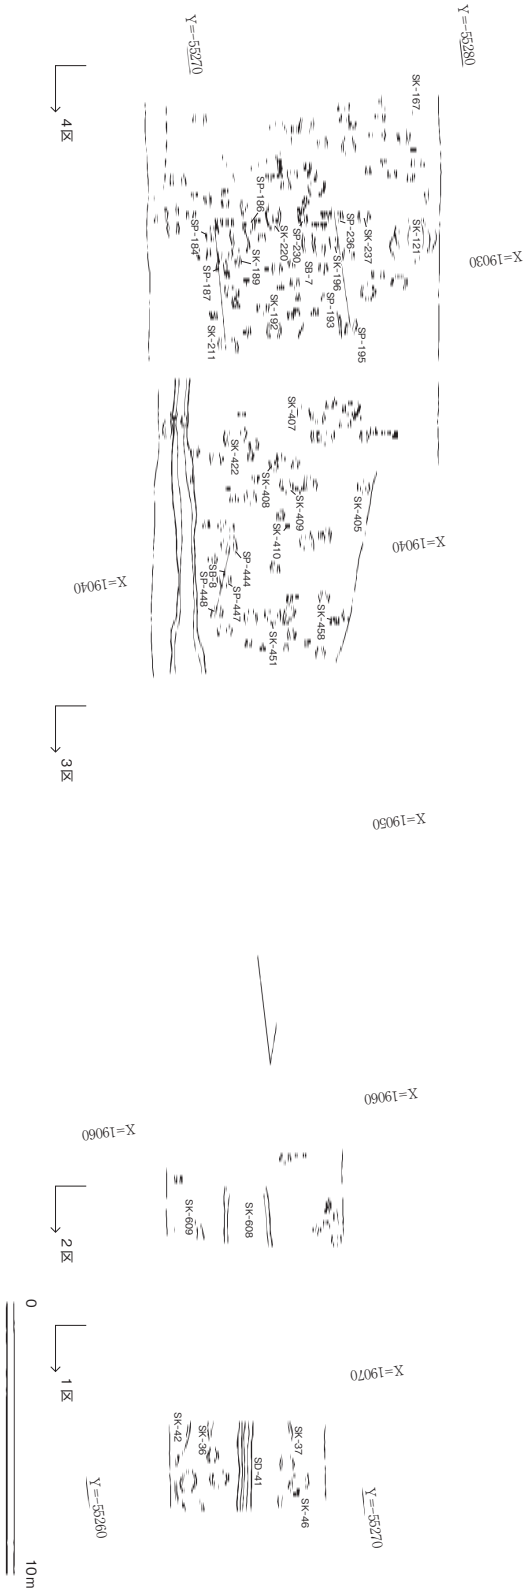 Y=-55280
Y=-55270
4区
SK-167
SP-186
SP-184
SP-187
SK-211
SK-189
SK-220
SK-192
SP-230
SB-7
SK-196
SP-193
SP-236
SK-237
SP-195
SK-121
X=19030
SK-407
SK-422
SK-408
SK-409
SK-410
SK-405
X=19040
X=19040
SP-444
SB-8
SP-448
SP-447
SK-451
SK-458
3区
X=19050
X=19060
X=19060
SK-609
SK-608
2区
0
1区
X=19070
SK-42
SK-36
SD-41
SK-37
SK-46
Y=-55260
Y=-55270
10m